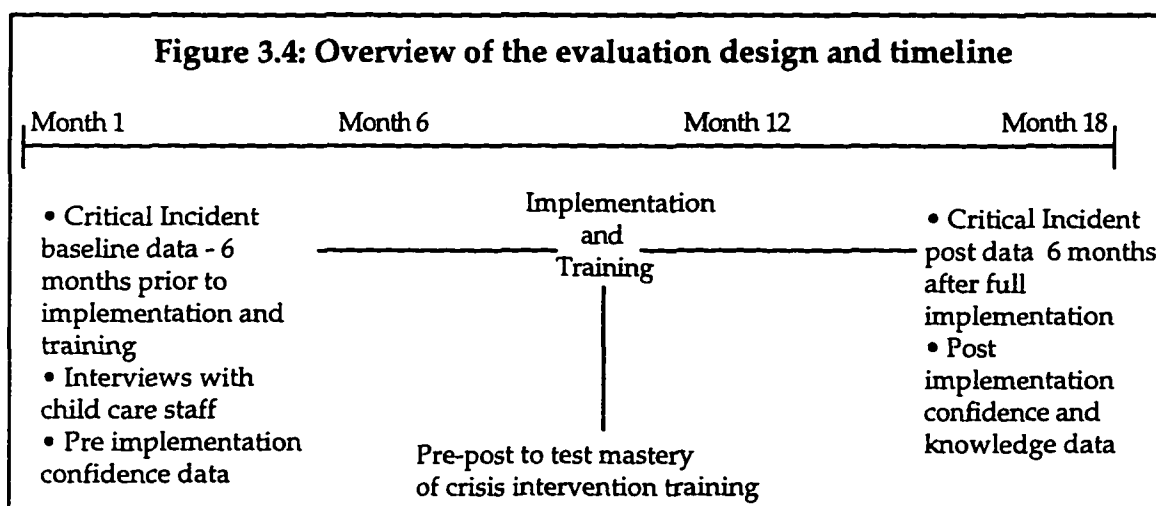 Figure 3.4: Overview of the evaluation design and timeline
Month 1 Month 6 Month 12 Month 18
• Critical Incident
baseline data - 6
months prior to
implementation and
training
• Interviews with
child care staff
• Pre implementation
confidence data
Implementation
and
Training
Pre-post to test mastery
of crisis intervention training
• Critical Incident
post data 6 months
after full
implementation
• Post
implementation
confidence and
knowledge data